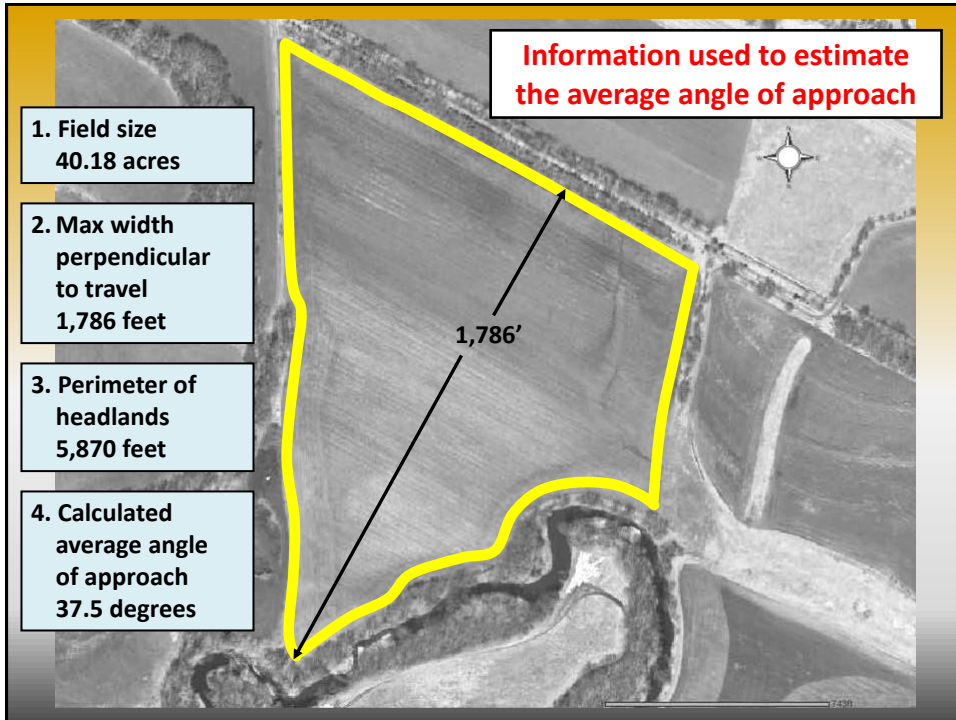 Information used to estimate
the average angle of approach
1. Field size
40.18 acres
2. Max width
perpendicular
to travel
1,786 feet
3. Perimeter of
headlands
5,870 feet
4. Calculated
average angle
of approach
37.5 degrees
1,786’